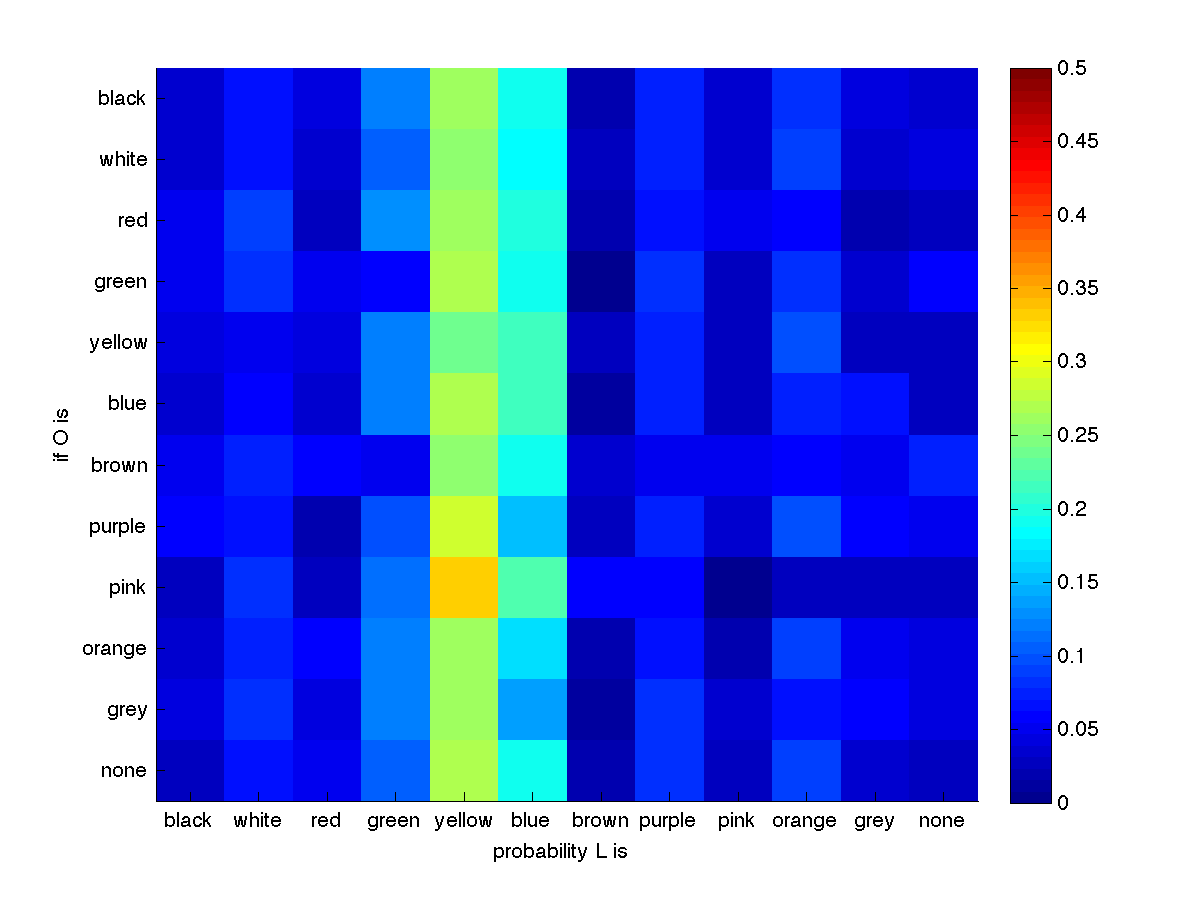 black
white
red
green
yellow
blue
brown
purple
pink
orange
grey
none
if O is
black white red green yellow blue brown purple pink orange grey none
probability L is
0.5
0.45
0.4
0.35
0.3
0.25
0.2
0.15
0.1
0.05
0